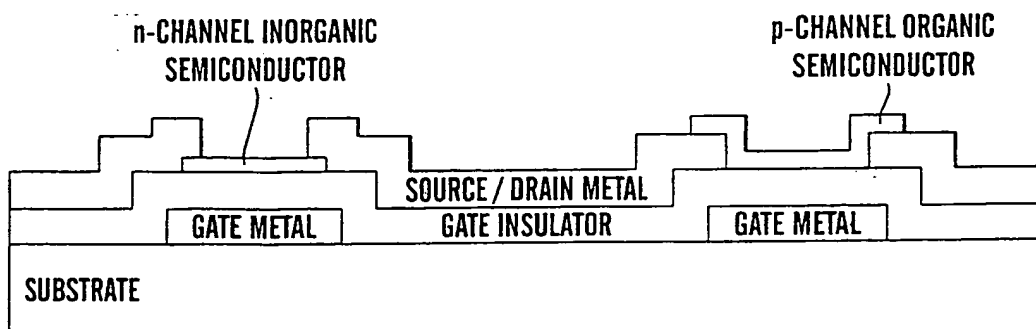 n-CHANNEL INORGANIC
SEMICONDUCTOR
p-CHANNEL ORGANIC
SEMICONDUCTOR
SOURCE / DRAIN METAL
GATE METAL
GATE INSULATOR
GATE METAL
SUBSTRATE